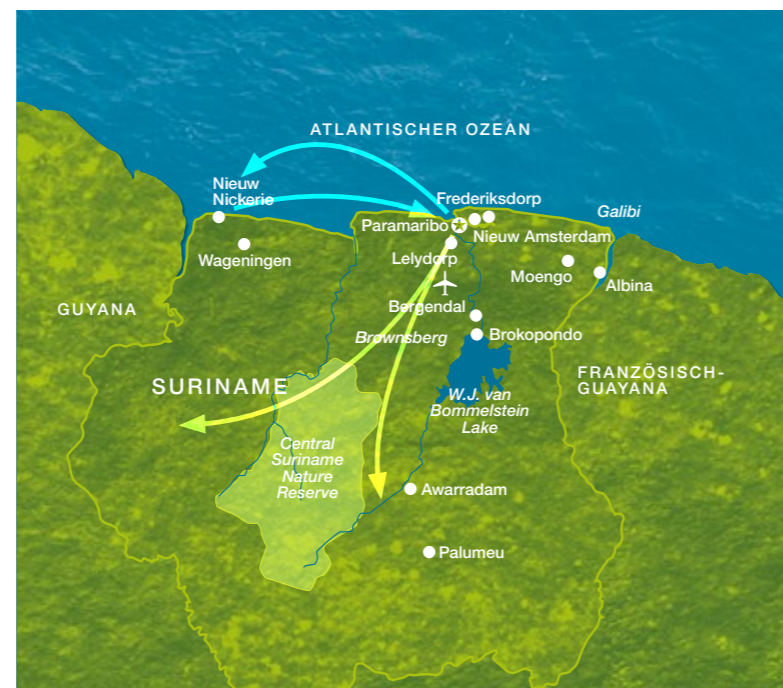 ATLANTISCHER OZEAN
Nieuw
Nickerie
Frederiksdorp
Galibi
Paramaribo
Nieuw Amsterdam
Wageningen
Lelydorp
Moengo
Albina
GUYANA
Bergendal
Brownsberg
Brokopondo
FRANZÖSISCH-
GUAYANA
SURINAME
W.J. van
Bommelstein
Lake
Central
Suriname
Nature
Reserve
Awarradam
Palumeu